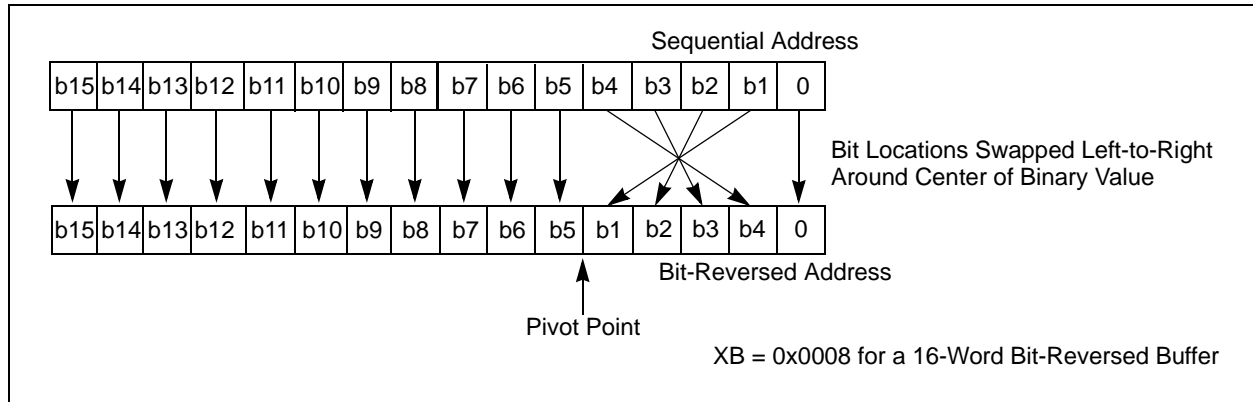 Sequential Address
b15 b14 b13 b12 b11 b10 b9 b8 b7 b6 b5 b4 b3 b2 b1 0
Bit Locations Swapped Left-to-Right
Around Center of Binary Value
b15 b14 b13 b12 b11 b10 b9 b8 b7 b6 b5 b1 b2 b3 b4 0
Bit-Reversed Address
Pivot Point
XB = 0x0008 for a 16-Word Bit-Reversed Buffer